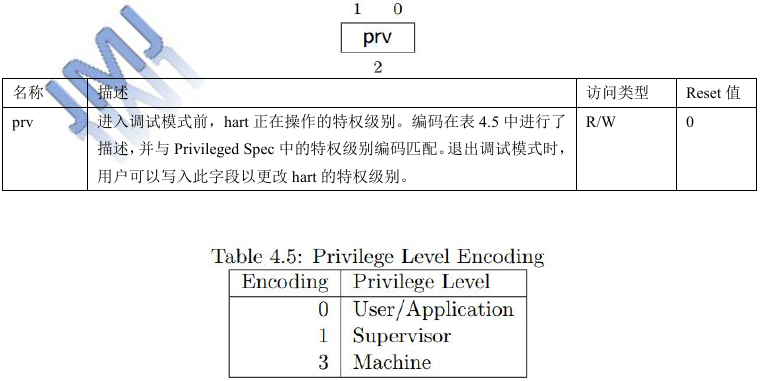 1 0
prv
2
名称 描述 访问类型 Reset 值
prv 进入调试模式前，hart 正在操作的特权级别。编码在表 4.5 中进行了 R/W 0
描述，并与 Privileged Spec 中的特权级别编码匹配。退出调试模式时，
用户可以写入此字段以更改 hart 的特权级别。
Table 4.5: Privilege Level Encoding
Encoding Privilege Level
0 User/Application
1 Supervisor
3 Machine